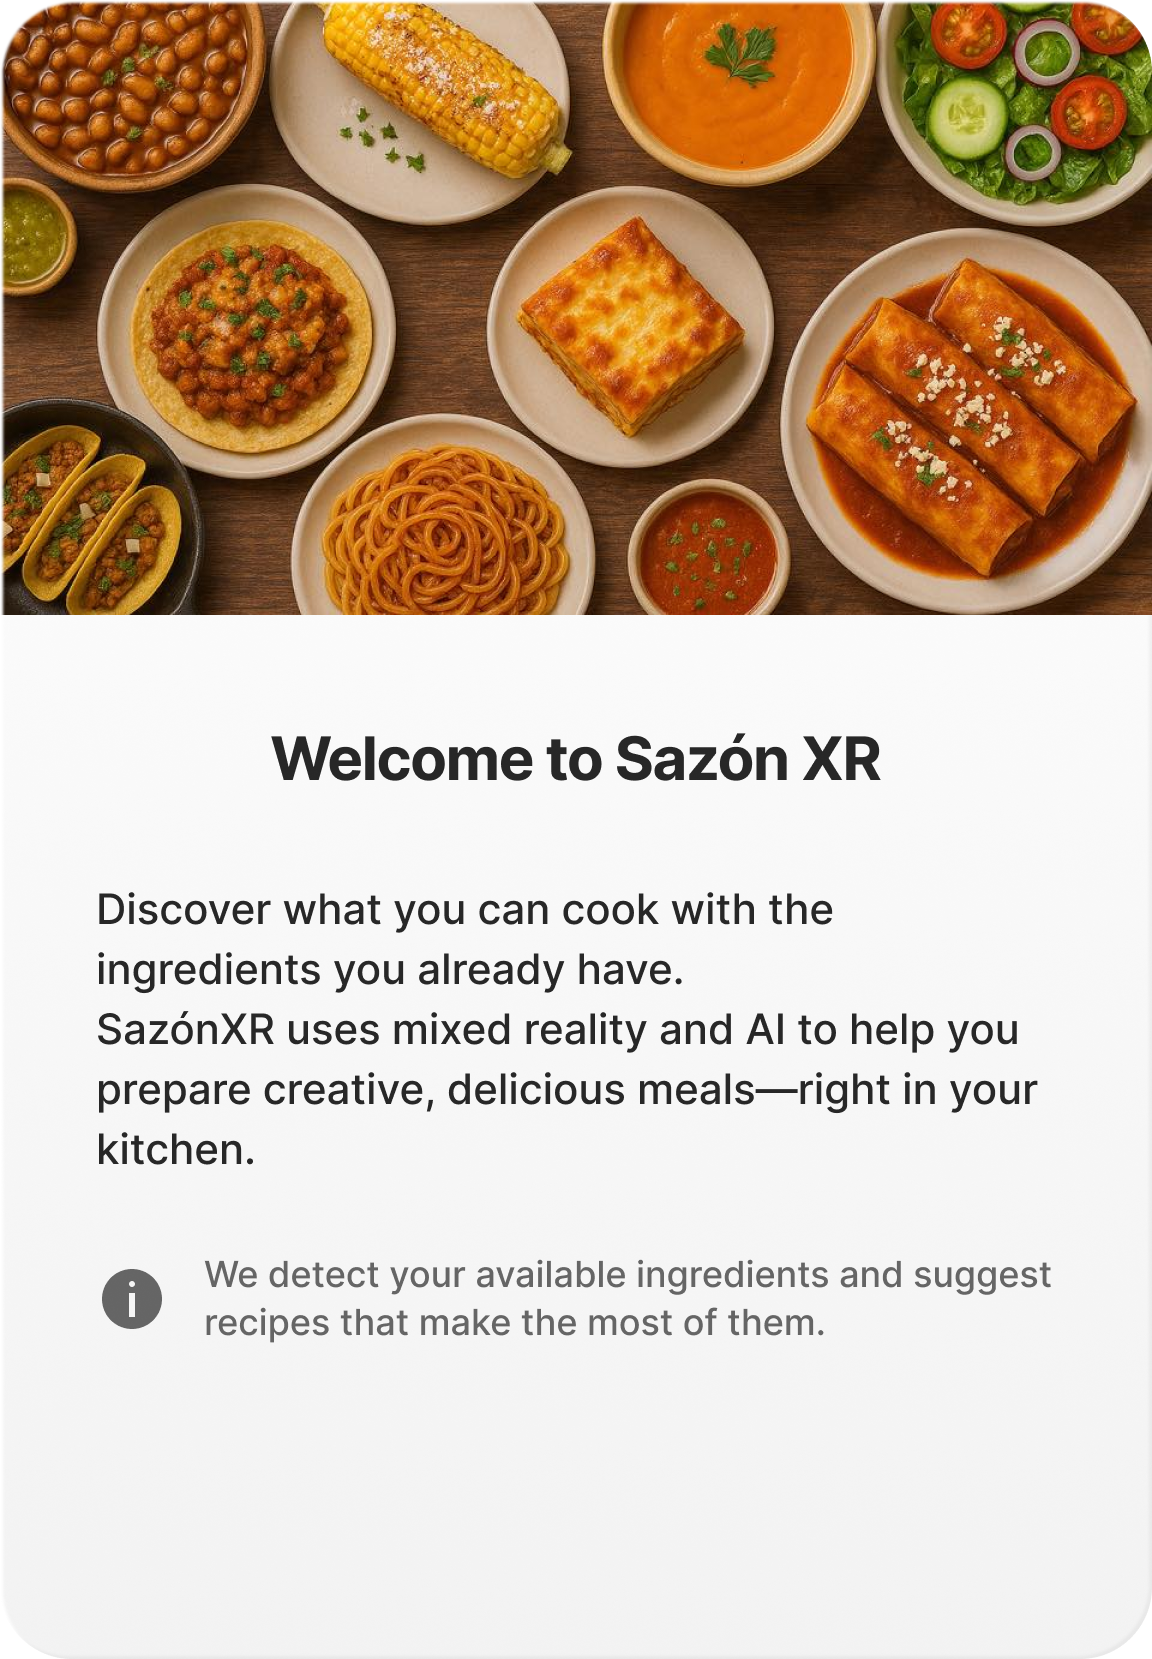 Welcome to Sazón XR
Discover what you can cook with the
ingredients you already have.
SazónXR uses mixed reality and AI to help you
prepare creative, delicious meals—right in your
kitchen.
We detect your available ingredients and suggest
recipes that make the most of them.